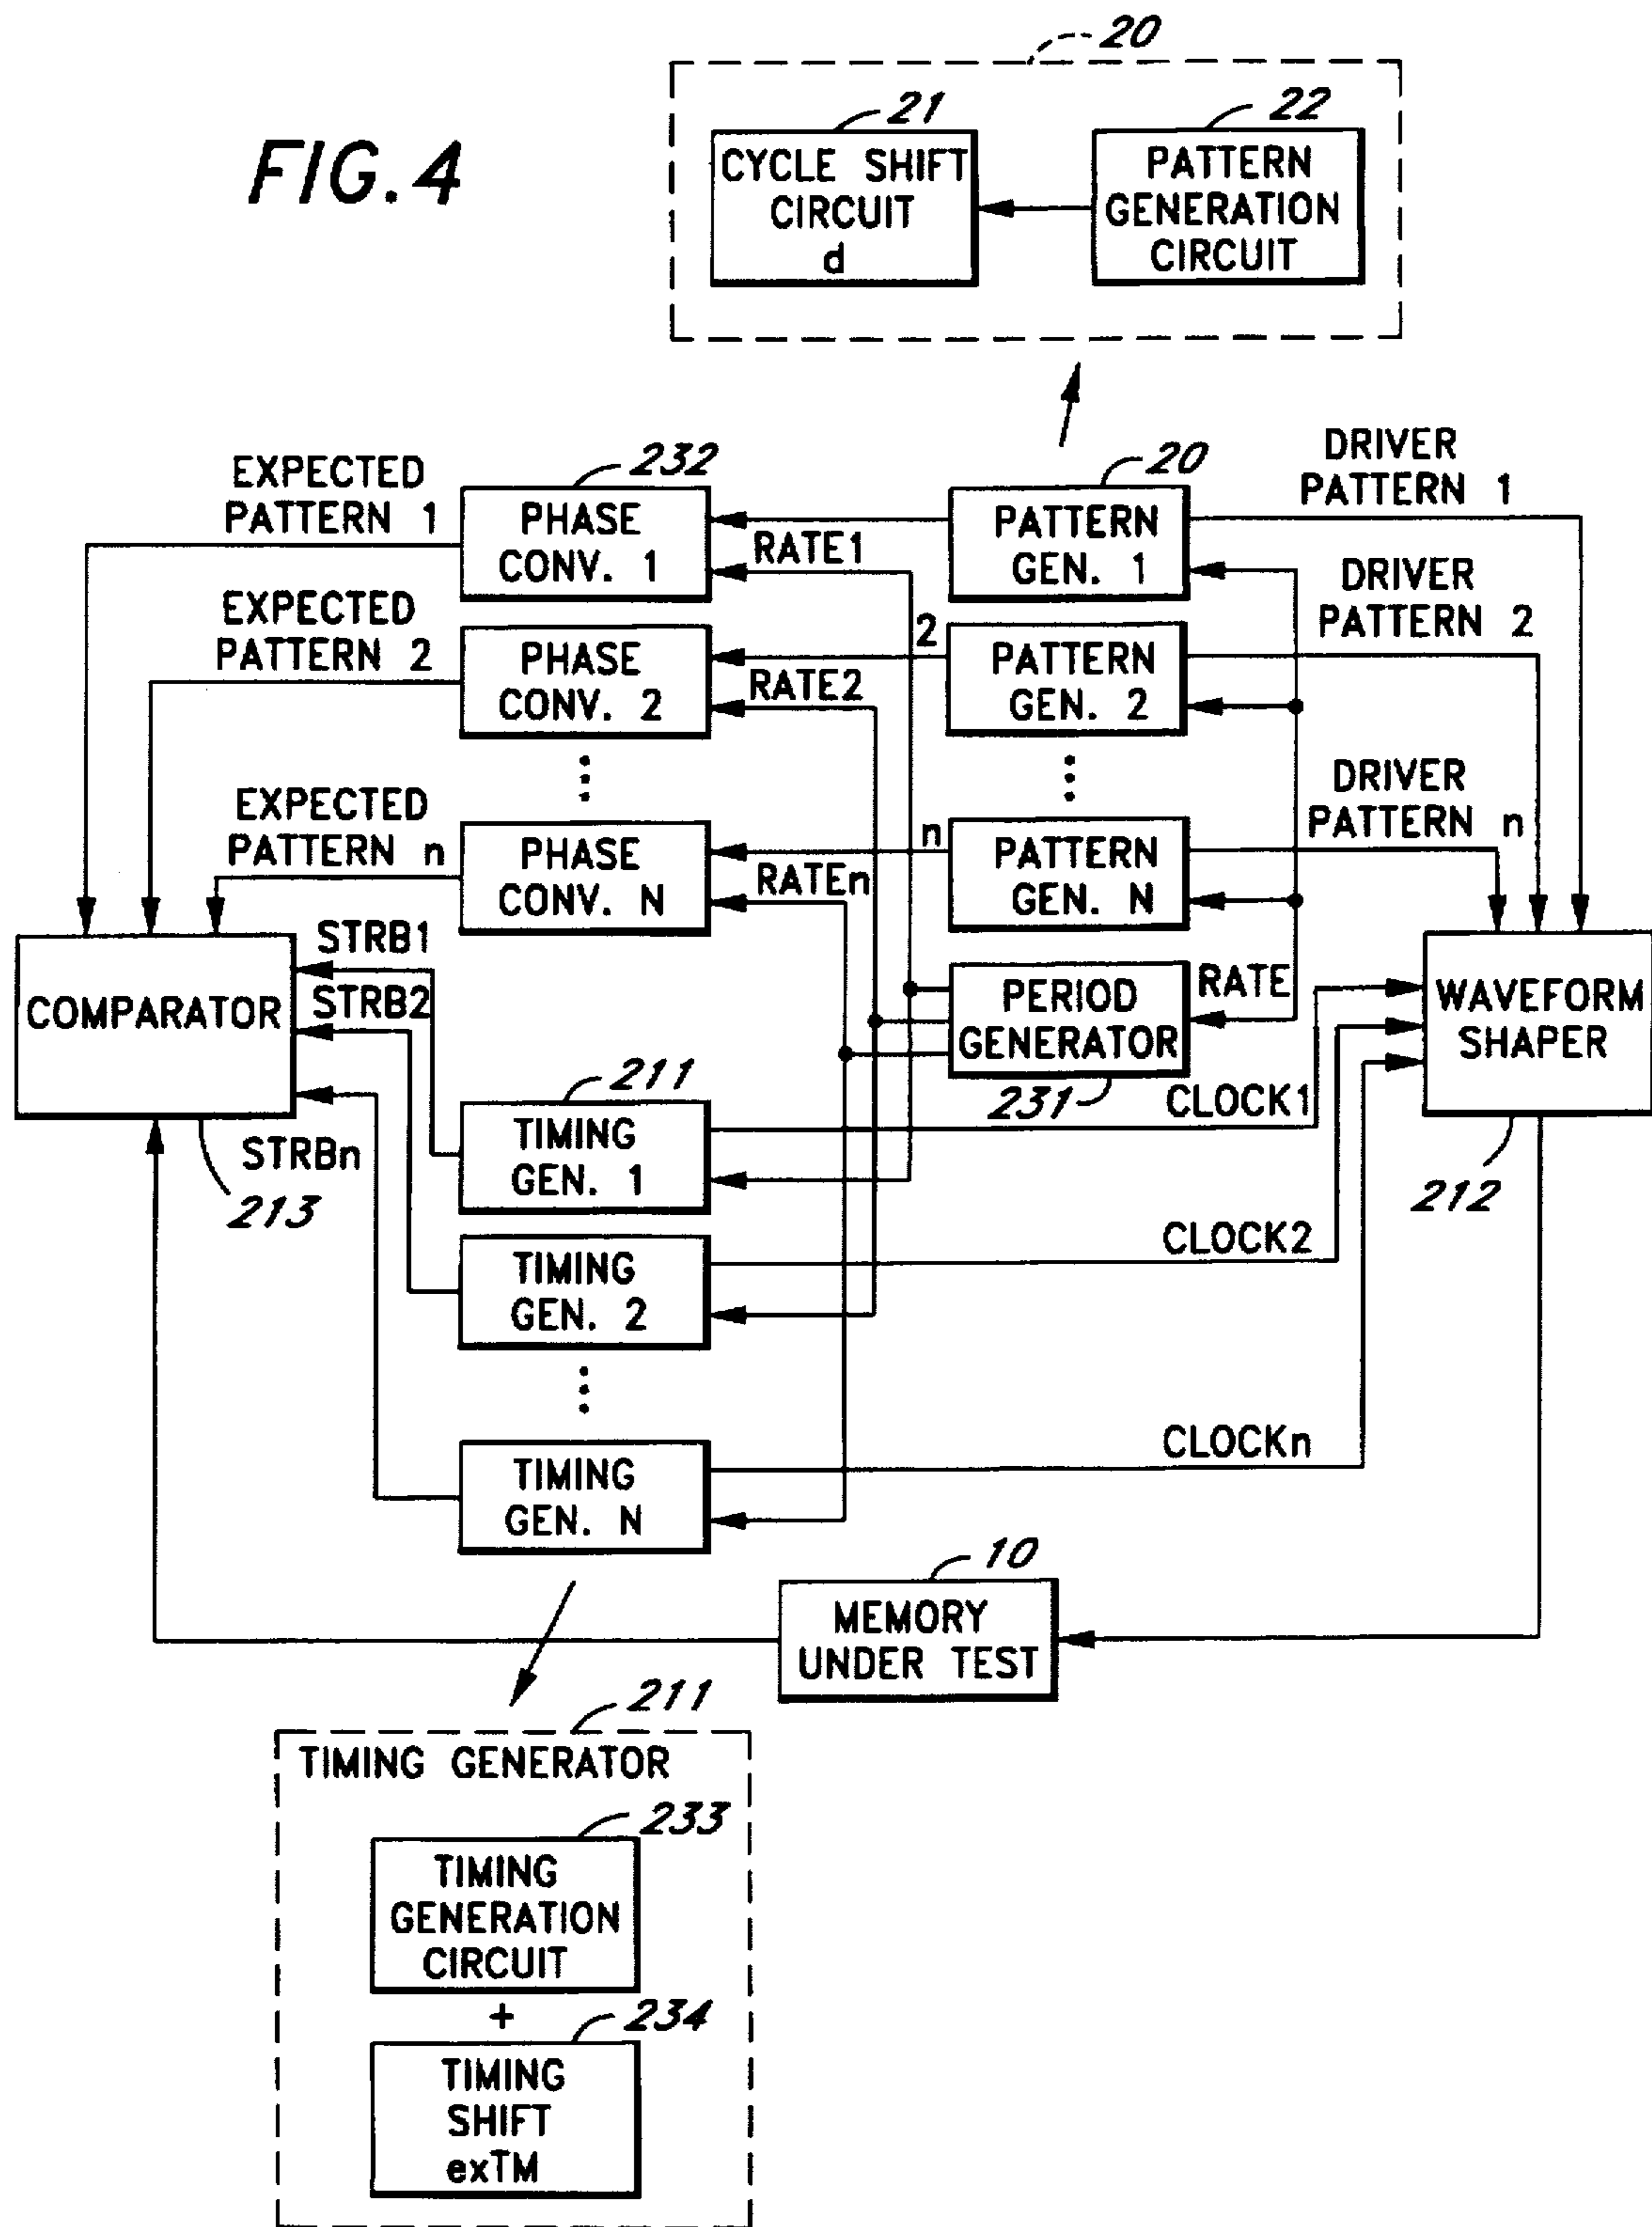 FIG.4
20
21
22
CYCLE SHIFT
CIRCUIT
d
PATTERN
GENERATION
CIRCUIT
EXPECTED
PATTERN 1
232
PHASE
CONV. 1
RATE1
20
PATTERN
GEN. 1
DRIVER
PATTERN 1
EXPECTED
PATTERN 2
PHASE
CONV. 2
2
RATE2
PATTERN
GEN. 2
DRIVER
PATTERN 2
EXPECTED
PATTERN n
PHASE
CONV. N
n
RATEn
PATTERN
GEN. N
DRIVER
PATTERN n
COMPARATOR
213
STRB1
STRB2
STRBn
PERIOD
GENERATOR
231
RATE
WAVEFORM
SHAPER
212
211
TIMING
GEN. 1
CLOCK1
TIMING
GEN. 2
CLOCK2
TIMING
GEN. N
CLOCKn
10
MEMORY
UNDER TEST
211
TIMING GENERATOR
233
TIMING
GENERATION
CIRCUIT
+
234
TIMING
SHIFT
exTM